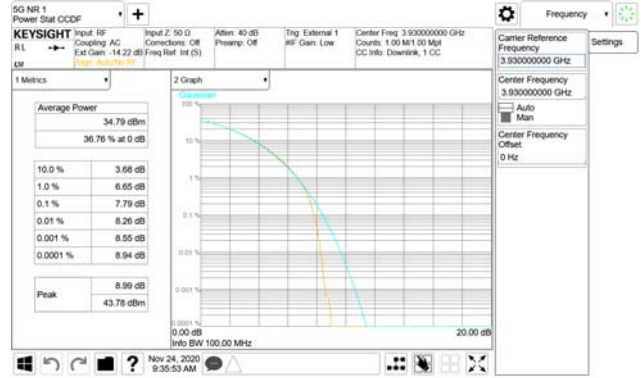 5G NR 1
Power Stat CCDF
Frequency
KEYSIGHT
RL
Input: RF
Coupling: AC
Ext Gain: -14.22 dB
Align: Auto/No RF
Input Z: 50 Ω
Corrections: Off
Freq Ref: Int (S)
Atten: 40 dB
Preamp: Off
Trig: External 1
#IF Gain: Low
Center Freq: 3.930000000 GHz
Counts: 1.00 M/1.00 Mpt
CC Info: Downlink, 1 CC
Carrier Reference
Frequency
3.930000000 GHz
Settings
Center Frequency
3.930000000 GHz
Auto
Man
Center Frequency
Offset
0 Hz
1 Metrics
Average Power
34.79 dBm
36.76 % at 0 dB
10.0 % 3.68 dB
1.0 % 6.65 dB
0.1 % 7.79 dB
0.01 % 8.26 dB
0.001 % 8.55 dB
0.0001 % 8.94 dB
Peak
8.99 dB
43.78 dBm
2 Graph
Gaussian
100 %
10 %
1 %
0.1 %
0.01 %
0.001 %
0.0001 %
0.00 dB
20.00 dB
Info BW 100.00 MHz
?
Nov 24, 2020
9:35:53 AM